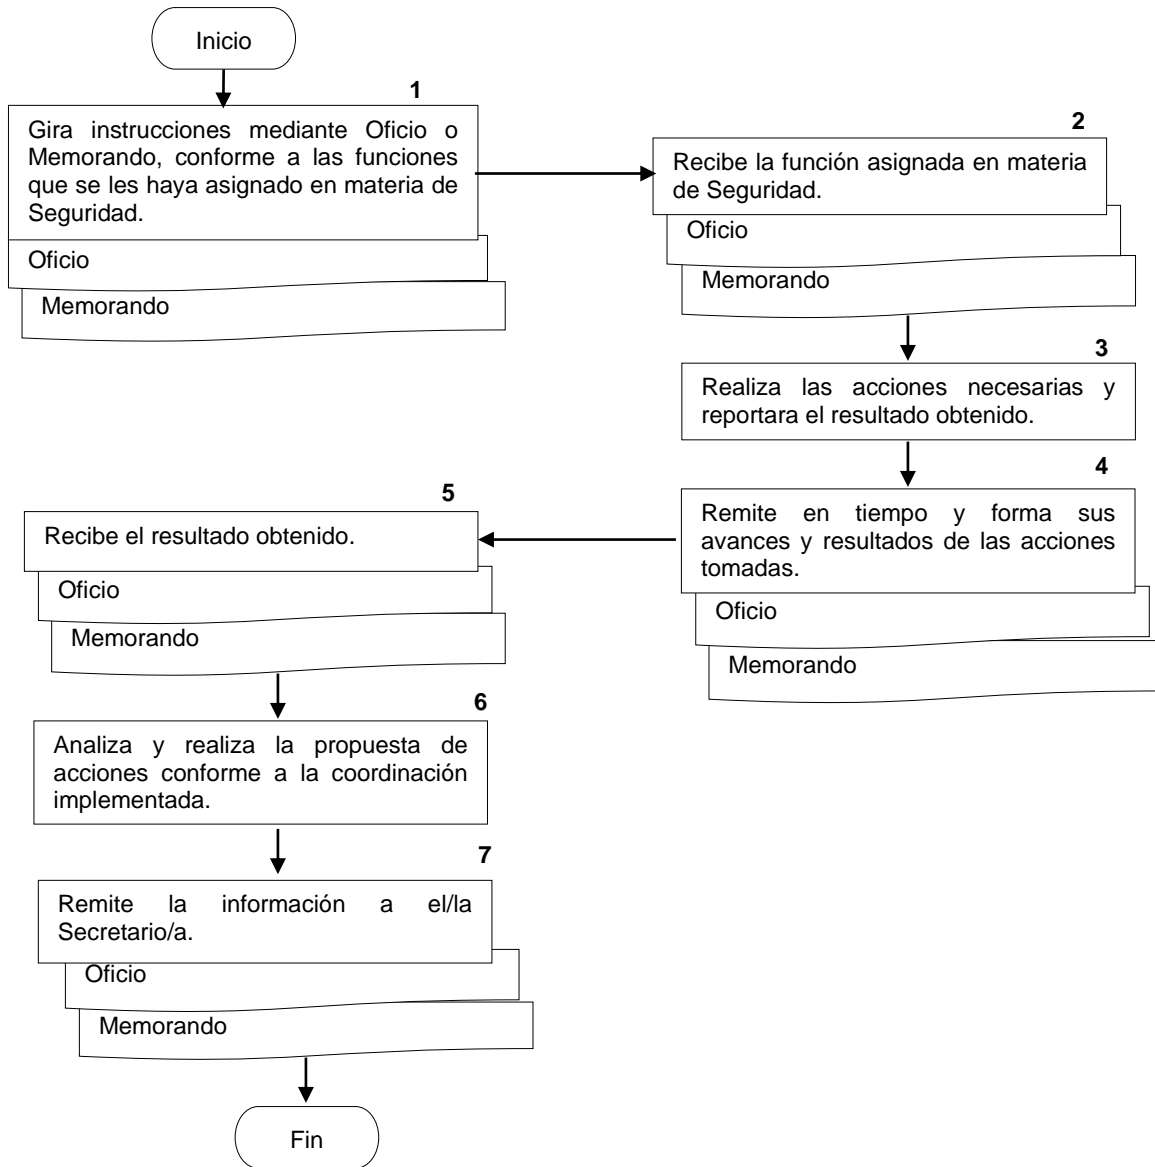 Inicio
1
Gira instrucciones mediante Oficio o
Memorando, conforme a las funciones
que se les haya asignado en materia de
Seguridad.
Oficio
Memorando
2
Recibe la función asignada en materia
de Seguridad.
Oficio
Memorando
3
Realiza las acciones necesarias y
reportara el resultado obtenido.
4
Remite en tiempo y forma sus
avances y resultados de las acciones
tomadas.
Oficio
Memorando
5
Recibe el resultado obtenido.
Oficio
Memorando
6
Analiza y realiza la propuesta de
acciones conforme a la coordinación
implementada.
7
Remite la información a el/la
Secretario/a.
Oficio
Memorando
Fin